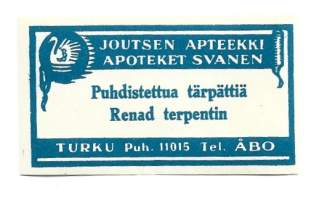 JOUTSEN APTEEKKI
APOTEKET SVANEN
Puhdistettua tärpättiä
Renad terpentin
TURKU Puh. 11015 Tel. ÅBO